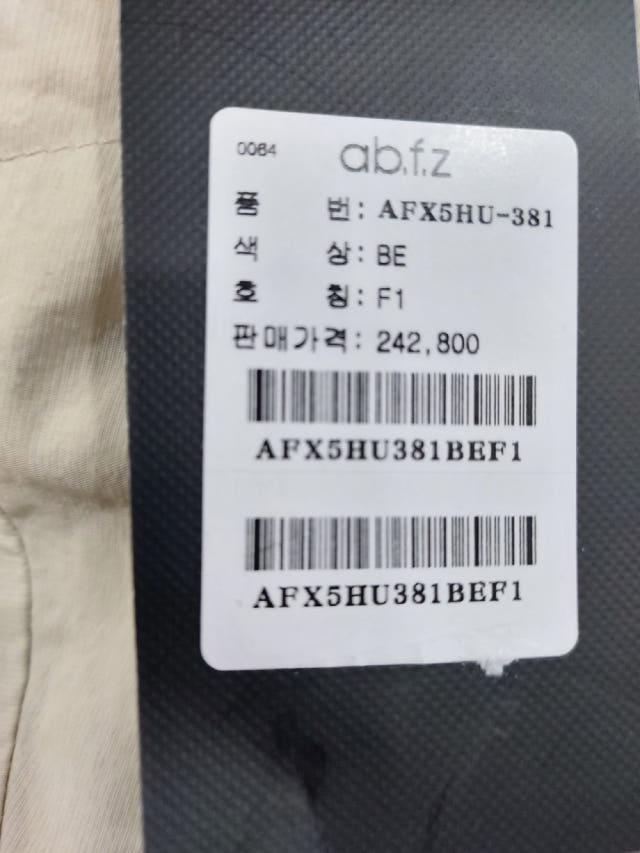 0064 ab.f.z
품 번: AFX5HU-381
색 상: BE
호 칭: F1
판매가격: 242,800
AFX5HU381BEF1
AFX5HU381BEF1